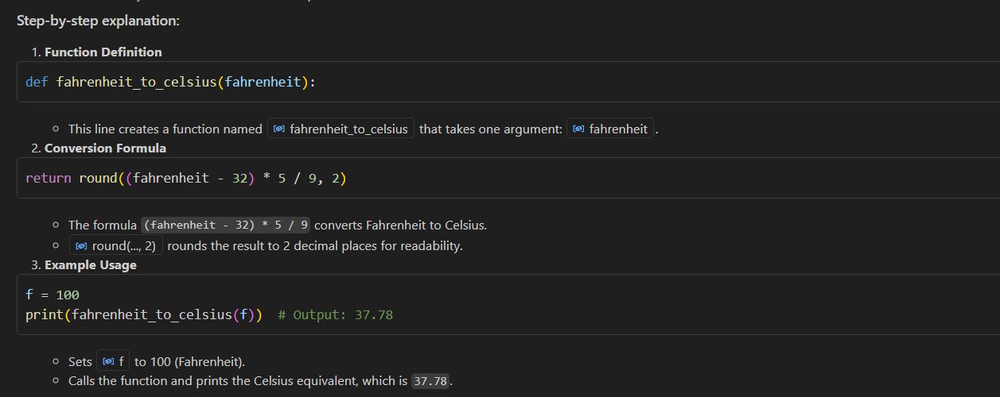 Step-by-step explanation:
1. Function Definition
def fahrenheit_to_celsius(fahrenheit):
This line creates a function named fahrenheit_to_celsius that takes one argument: fahrenheit.
2. Conversion Formula
return round((fahrenheit - 32) * 5 / 9, 2)
The formula (fahrenheit - 32) * 5 / 9 converts Fahrenheit to Celsius.
round(..., 2) rounds the result to 2 decimal places for readability.
3. Example Usage
f = 100
print(fahrenheit_to_celsius(f))  # Output: 37.78
Sets f to 100 (Fahrenheit).
Calls the function and prints the Celsius equivalent, which is 37.78.